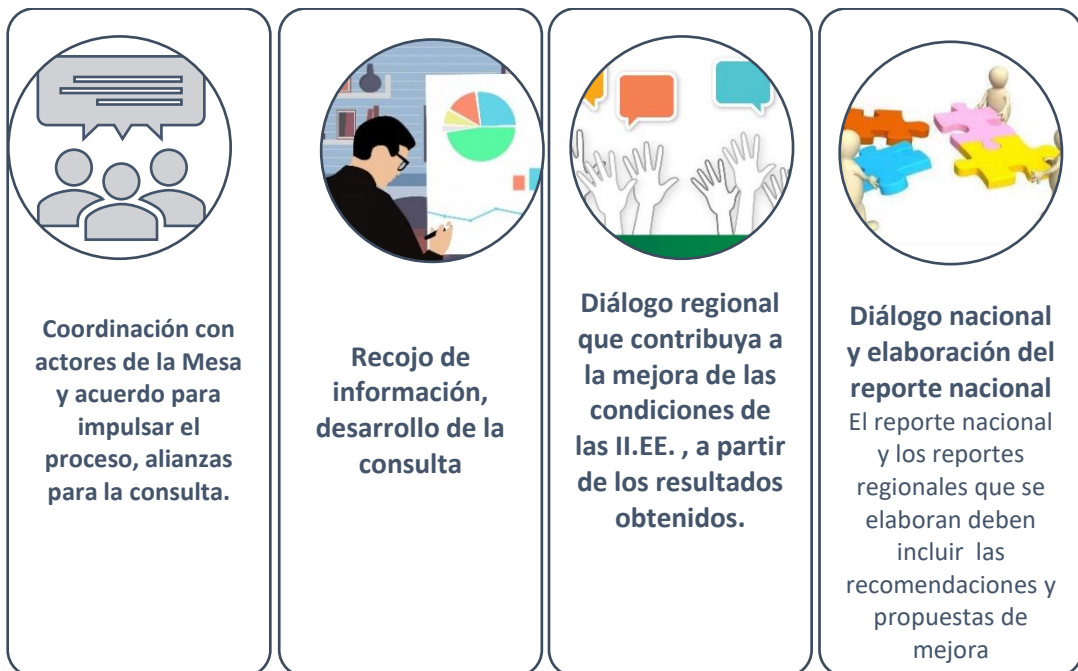 Coordinación con
actores de la Mesa
y acuerdo para
impulsar el
proceso, alianzas
para la consulta.
Recojo de
información,
desarrollo de la
consulta
Diálogo regional
que contribuya a
la mejora de las
condiciones de
las II.EE. , a partir
de los resultados
obtenidos.
Diálogo nacional
y elaboración del
reporte nacional
El reporte nacional
y los reportes
regionales que se
elaboran deben
incluir las
recomendaciones y
propuestas de
mejora